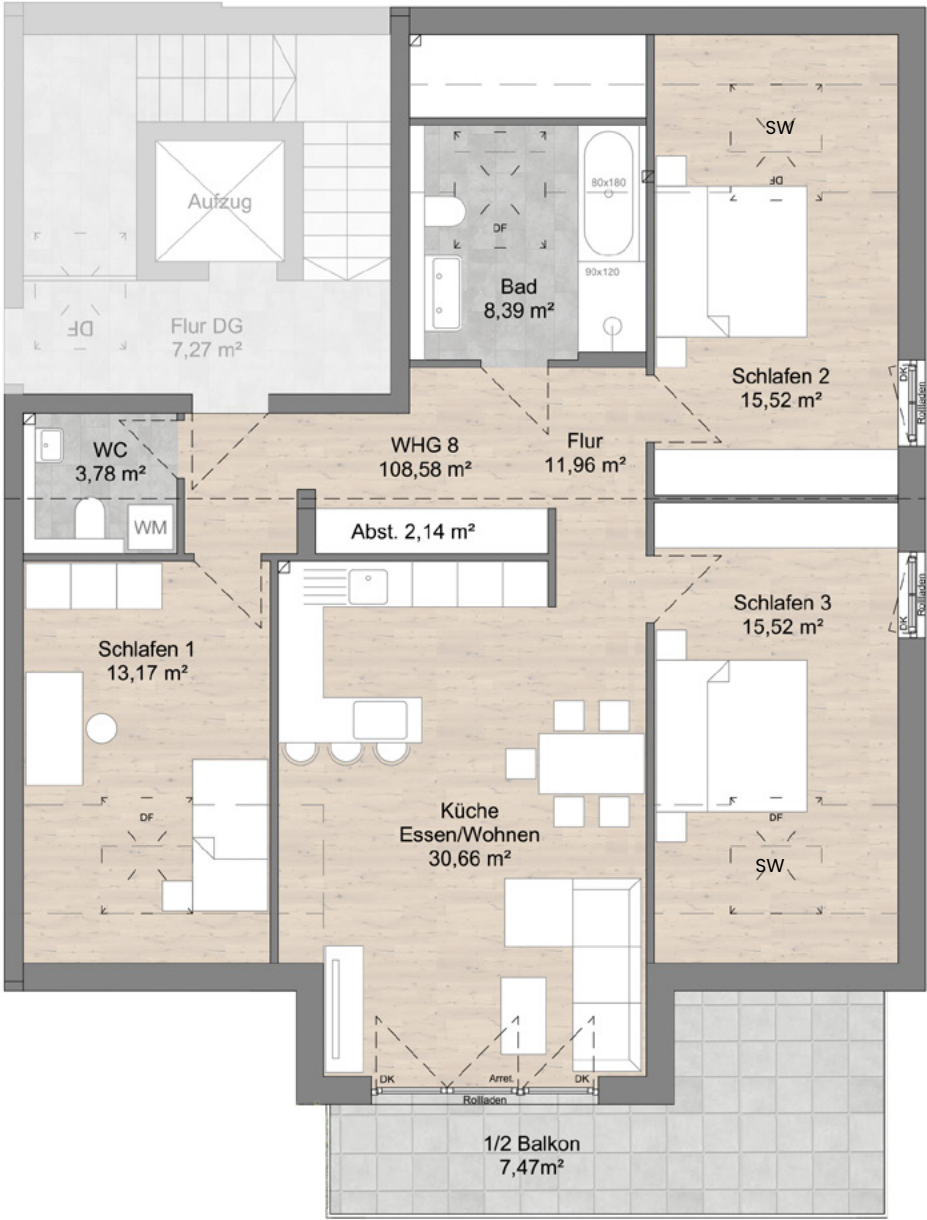 SW
DF
Aufzug
80x180
DF
90x120
Bad
8,39 m²
Flur DG
7,27 m²
DF
Schlafen 2
15,52 m²
DK
Rollladen
WC
3,78 m²
WHG 8
108,58 m²
Flur
11,96 m²
WM
Abst. 2,14 m²
Schlafen 3
15,52 m²
DK
Rollladen
Schlafen 1
13,17 m²
DF
Küche
Essen/Wohnen
30,66 m²
DF
SW
DK
Arret.
DK
Rollladen
1/2 Balkon
7,47m²